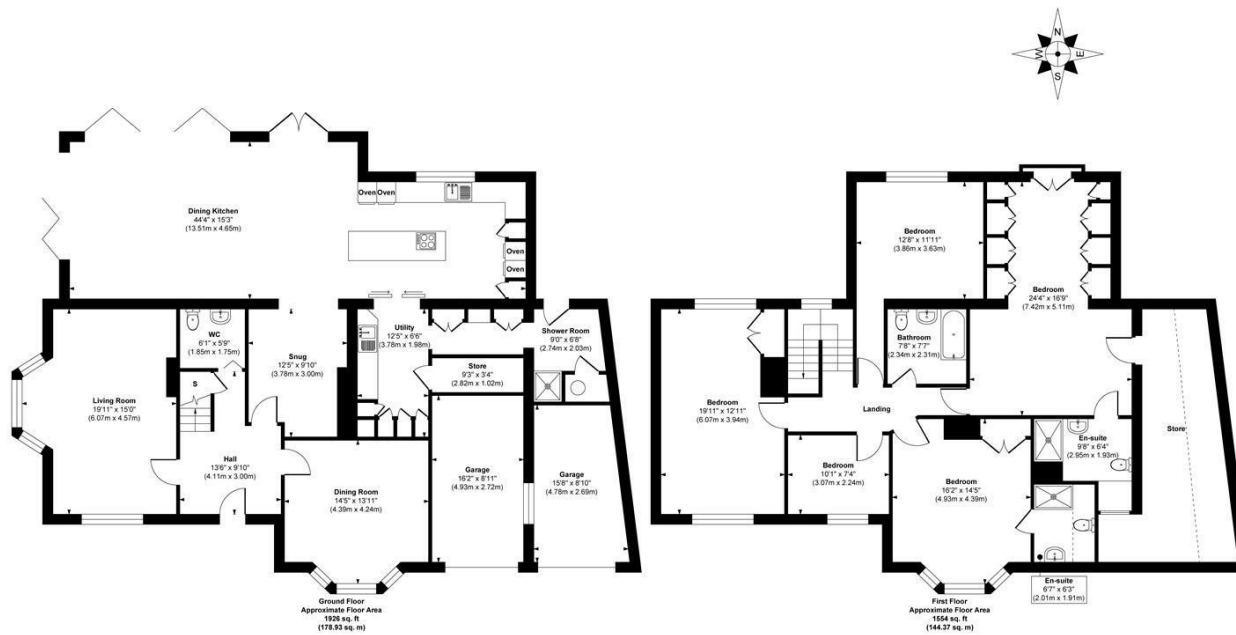 N
W
E
S
Dining Kitchen
44'4" x 15'3"
(13.51m x 4.65m)
Oven Oven
Oven
Oven
WC
6'1" x 5'9"
(1.85m x 1.75m)
Snug
12'5" x 9'10"
(3.78m x 3.00m)
Utility
12'5" x 6'6"
(3.78m x 1.98m)
Shower Room
9'0" x 6'8"
(2.74m x 2.03m)
Store
9'3" x 3'4"
(2.82m x 1.02m)
S
Living Room
19'11" x 15'0"
(6.07m x 4.57m)
Hall
13'6" x 9'10"
(4.11m x 3.00m)
Dining Room
14'5" x 13'11"
(4.39m x 4.24m)
Garage
16'2" x 8'11"
(4.93m x 2.72m)
Garage
15'8" x 8'10"
(4.78m x 2.69m)
Ground Floor
Approximate Floor Area
1926 sq. ft
(178.93 sq. m)
Bedroom
12'8" x 11'11"
(3.86m x 3.63m)
Bedroom
24'4" x 16'9"
(7.42m x 5.11m)
Bathroom
7'8" x 7'7"
(2.34m x 2.31m)
Bedroom
19'11" x 12'11"
(6.07m x 3.94m)
Landing
Bedroom
10'1" x 7'4"
(3.07m x 2.24m)
Bedroom
16'2" x 14'5"
(4.93m x 4.39m)
En-suite
9'8" x 6'4"
(2.95m x 1.93m)
Store
En-suite
6'7" x 6'3"
(2.01m x 1.91m)
First Floor
Approximate Floor Area
1554 sq. ft
(144.37 sq. m)